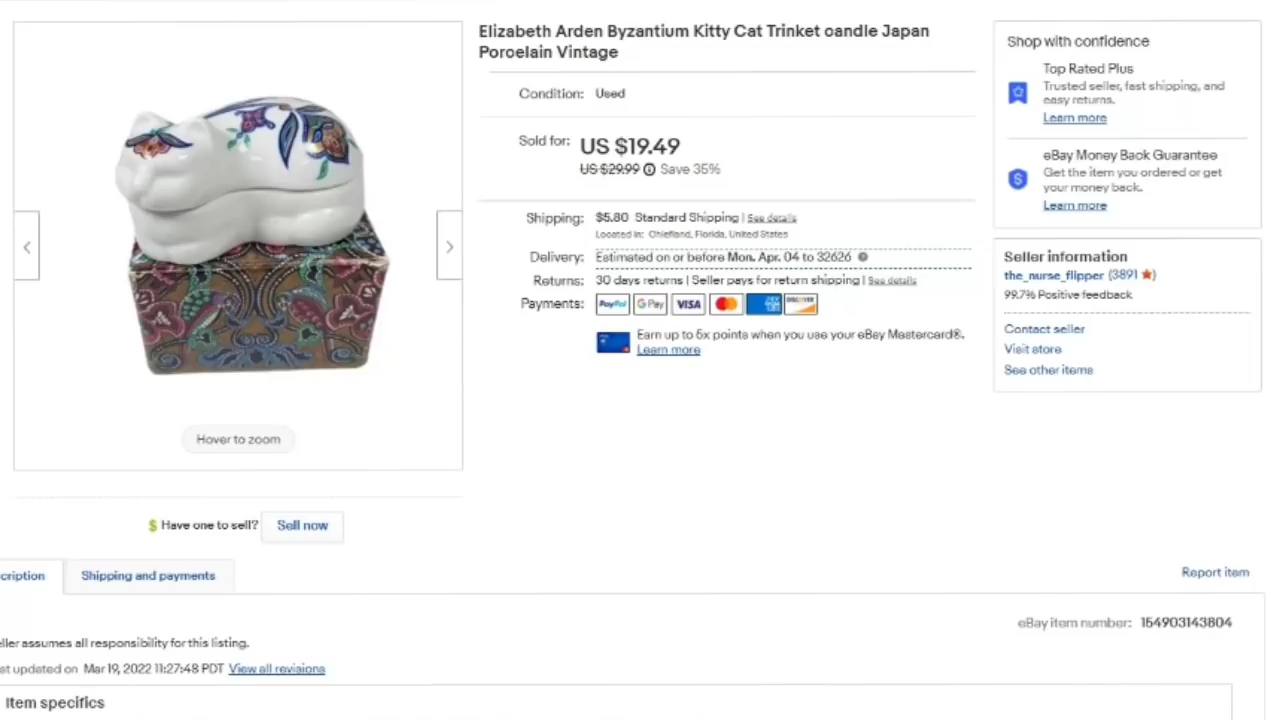 Elizabeth Arden Byzantium Kitty Cat Trinket candle Japan
Porcelain Vintage
Condition: Used
Sold for: US $19.49
US $29.99 Save 35%
Shipping: $5.80 Standard Shipping | See details
Located in: Chiefland, Florida, United States
Delivery: Estimated on or before Mon. Apr. 04 to 32626
Returns: 30 days returns | Seller pays for return shipping | See details
Payments: PayPal G Pay VISA DISCOVER
Earn up to 5x points when you use your eBay Mastercard®.
Learn more
Shop with confidence
Top Rated Plus
Trusted seller, fast shipping, and
easy returns.
Learn more
eBay Money Back Guarantee
Get the item you ordered or get
your money back.
Learn more
Seller information
the_nurse_flipper (3891 ★)
99.7% Positive feedback
Contact seller
Visit store
See other items
Hover to zoom
$ Have one to sell? Sell now
cription
Shipping and payments
Report item
eBay item number: 154903143804
eller assumes all responsibility for this listing.
st updated on Mar 19, 2022 11:27:48 PDT View all revisions
Item specifics